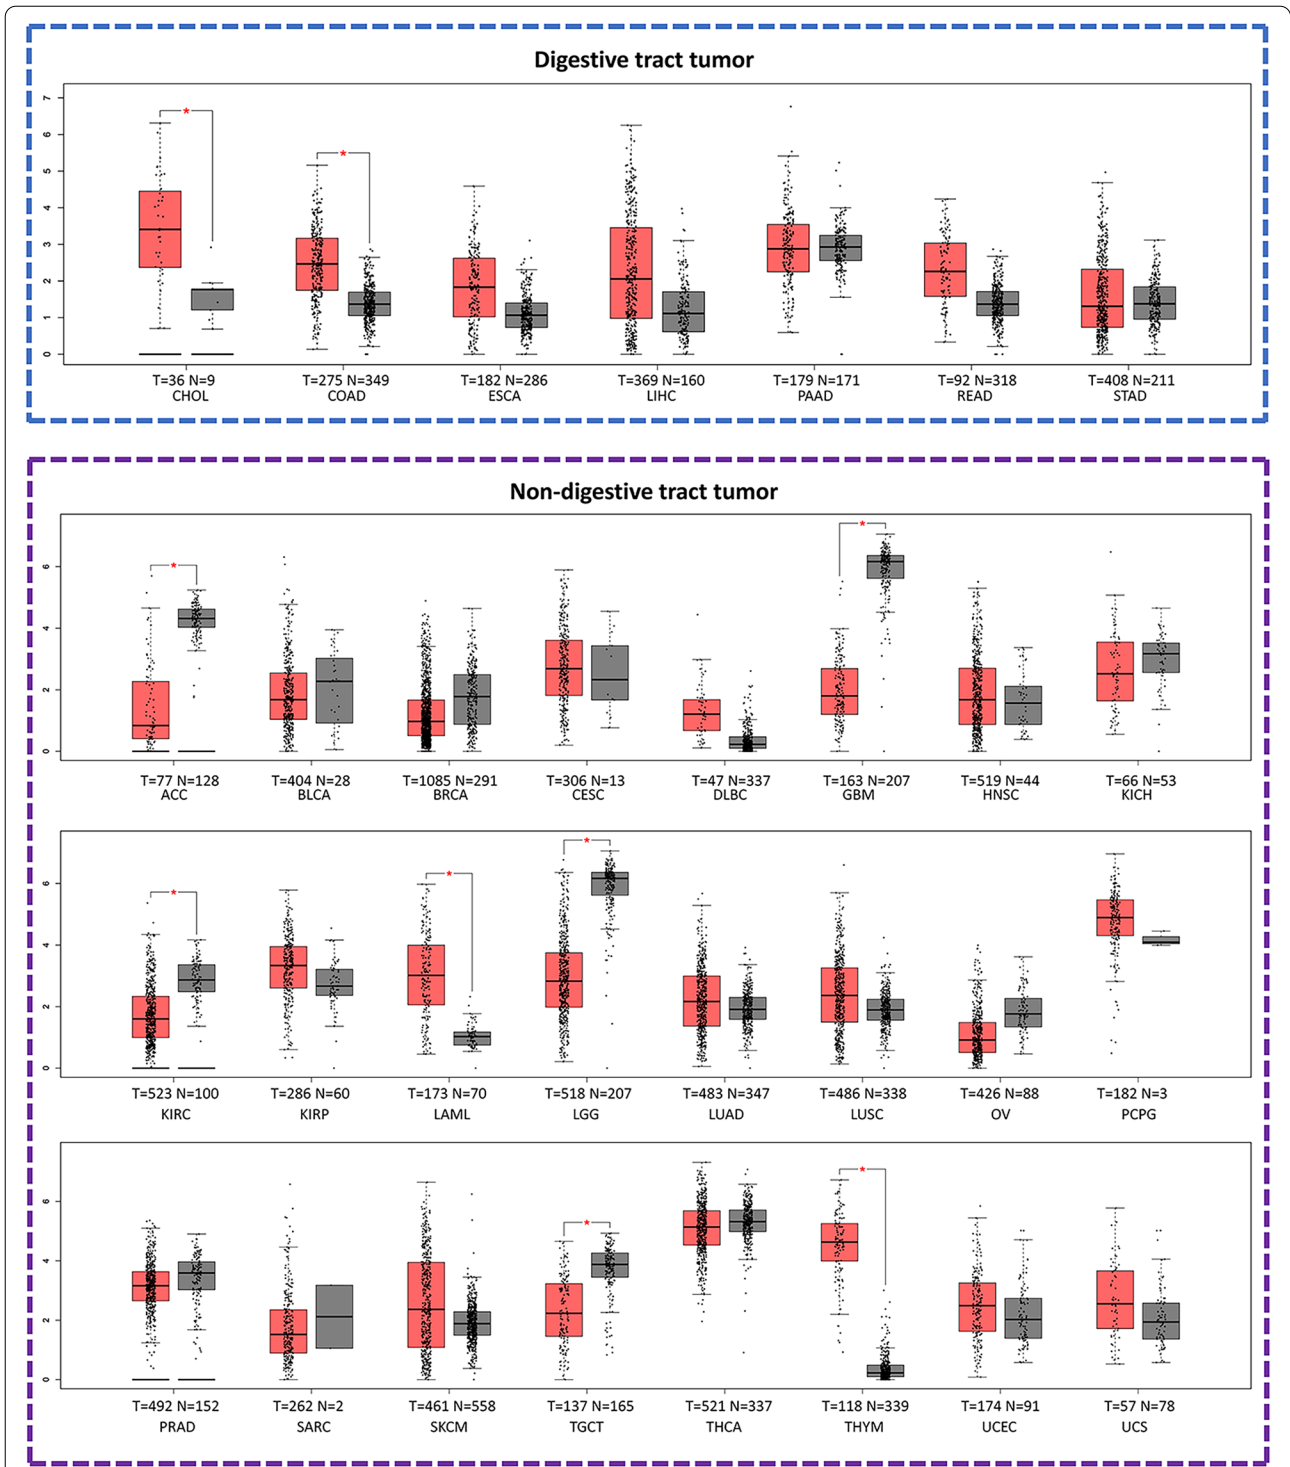 Digestive tract tumor
7
6
5
4
3
2
1
0
*
*
T=36 N=9 T=275 N=349 T=182 N=286 T=369 N=160 T=179 N=171 T=92 N=318 T=408 N=211
CHOL COAD ESCA LIHC PAAD READ STAD
Non-digestive tract tumor
6
4
2
0
*
*
T=77 N=128 T=404 N=28 T=1085 N=291 T=306 N=13 T=47 N=337 T=163 N=207 T=519 N=44 T=66 N=53
ACC BLCA BRCA CESC DLBC GBM HNSC KICH
6
4
2
0
*
*
*
T=523 N=100 T=286 N=60 T=173 N=70 T=518 N=207 T=483 N=347 T=486 N=338 T=426 N=88 T=182 N=3
KIRC KIRP LAML LGG LUAD LUSC OV PCPG
6
4
2
0
*
*
T=492 N=152 T=262 N=2 T=461 N=558 T=137 N=165 T=521 N=337 T=118 N=339 T=174 N=91 T=57 N=78
PRAD SARC SKCM TGCT THCA THYM UCEC UCS